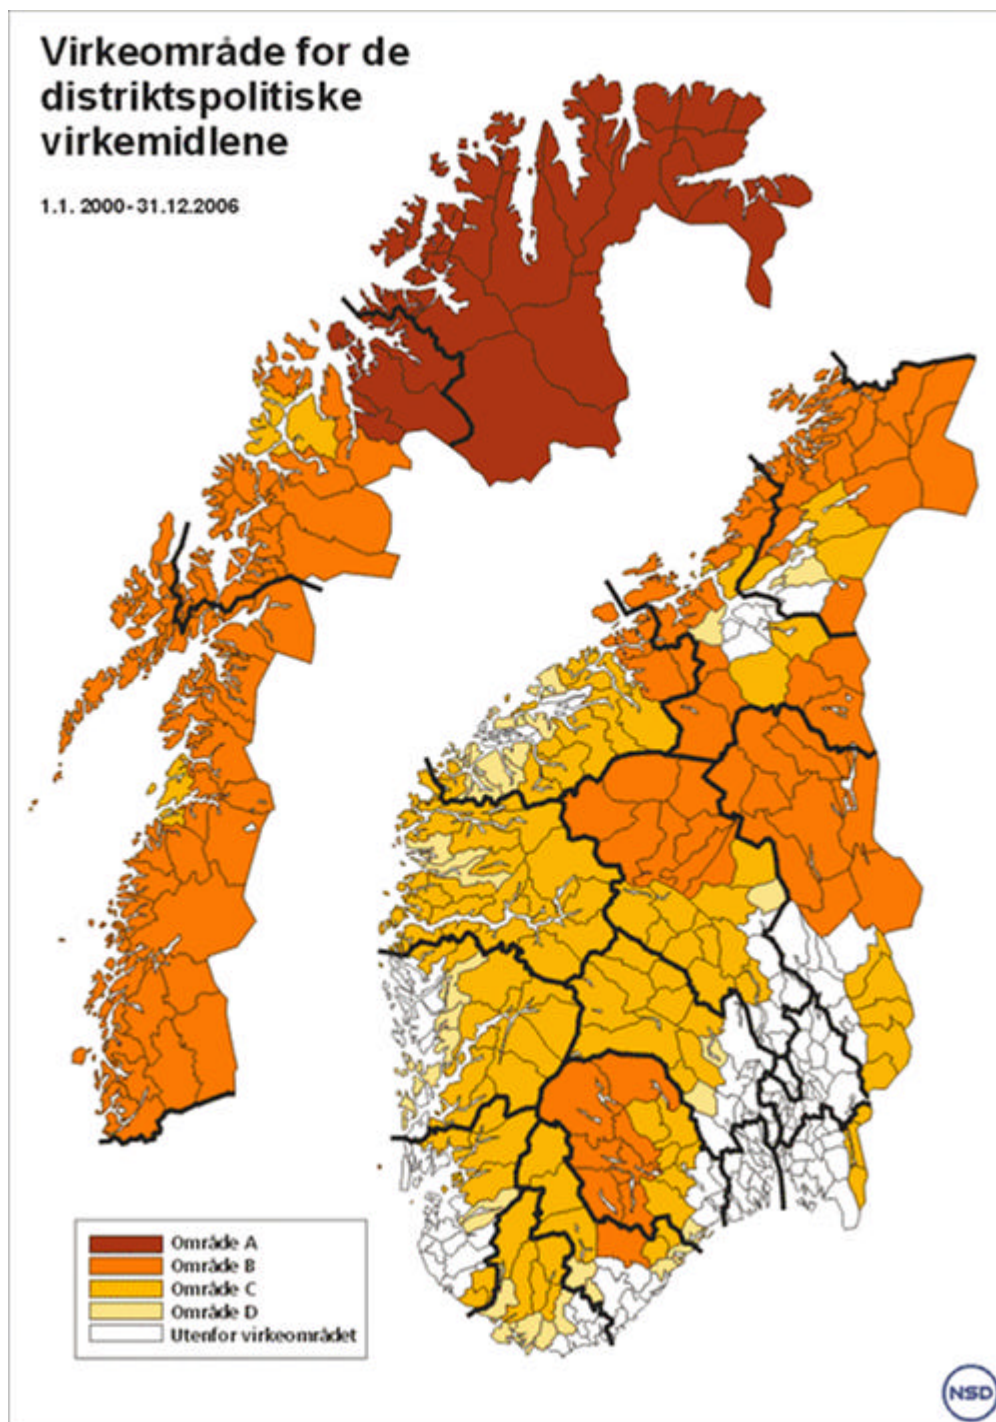 Virkeområde for de
distriktspolitiske
virkemidlene
1.1. 2000-31.12.2006
Område A
Område B
Område C
Område D
Utenfor virkeområdet
NSD